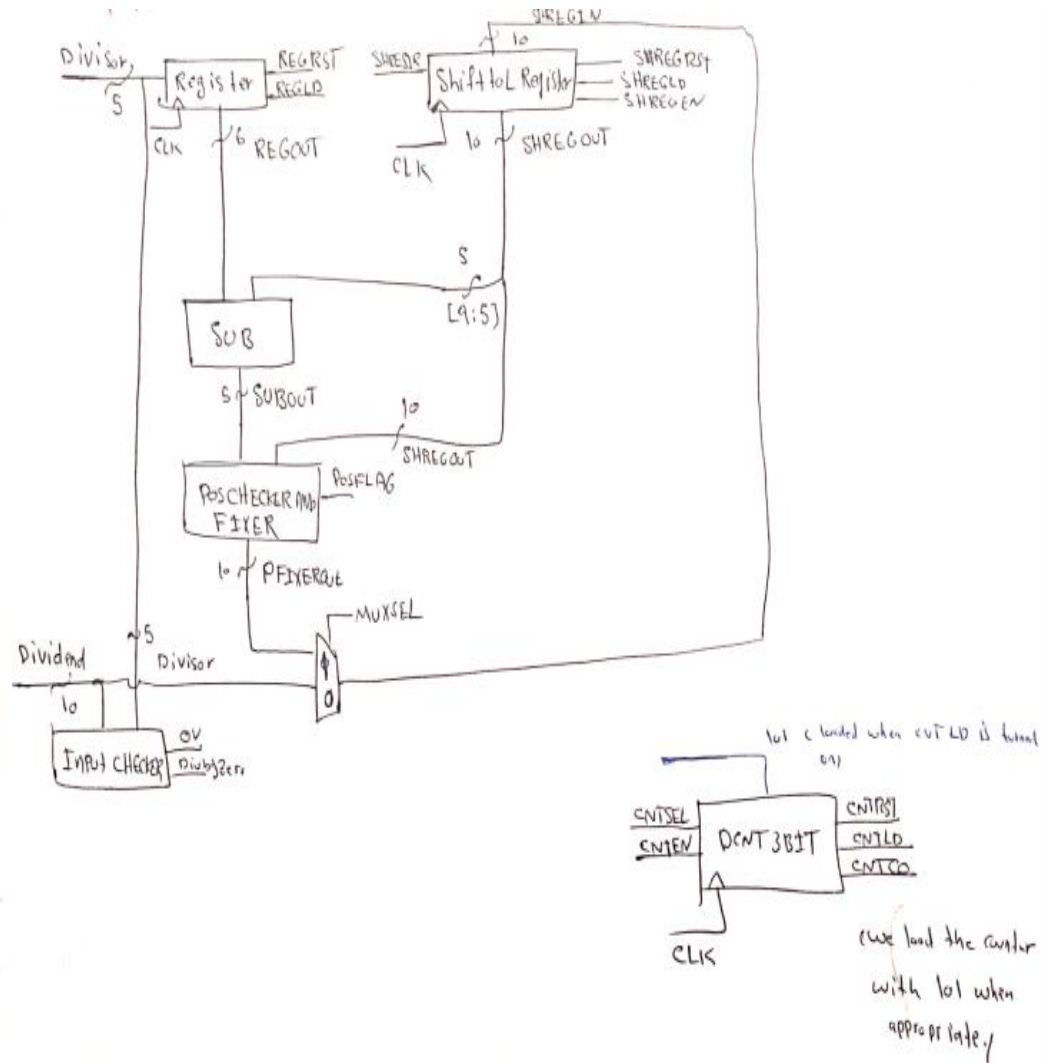 SHREGIN
10
Divisor
5
Register
REGRST
REGLD
CLK
6
REGOUT
Shift to L Register
SHREGRST
SHREGLD
SHREGEN
CLK
10
SHREGOUT
5
[9:5]
SUB
5
SUBOUT
10
SHREGOUT
POSCHECKER AND
FIXER
POSFLAG
10
PFIXEROUT
MUXSEL
0
5
Dividend
Divisor
10
INPUT CHECKER
OV
DivbyZero
101 (loaded when CNTLD is turned
on)
CNTSEL
CNTEN
DCNT 3BIT
CNTRST
CNTLD
CNTCO
CLK
(we load the counter
with 101 when
appropriate)